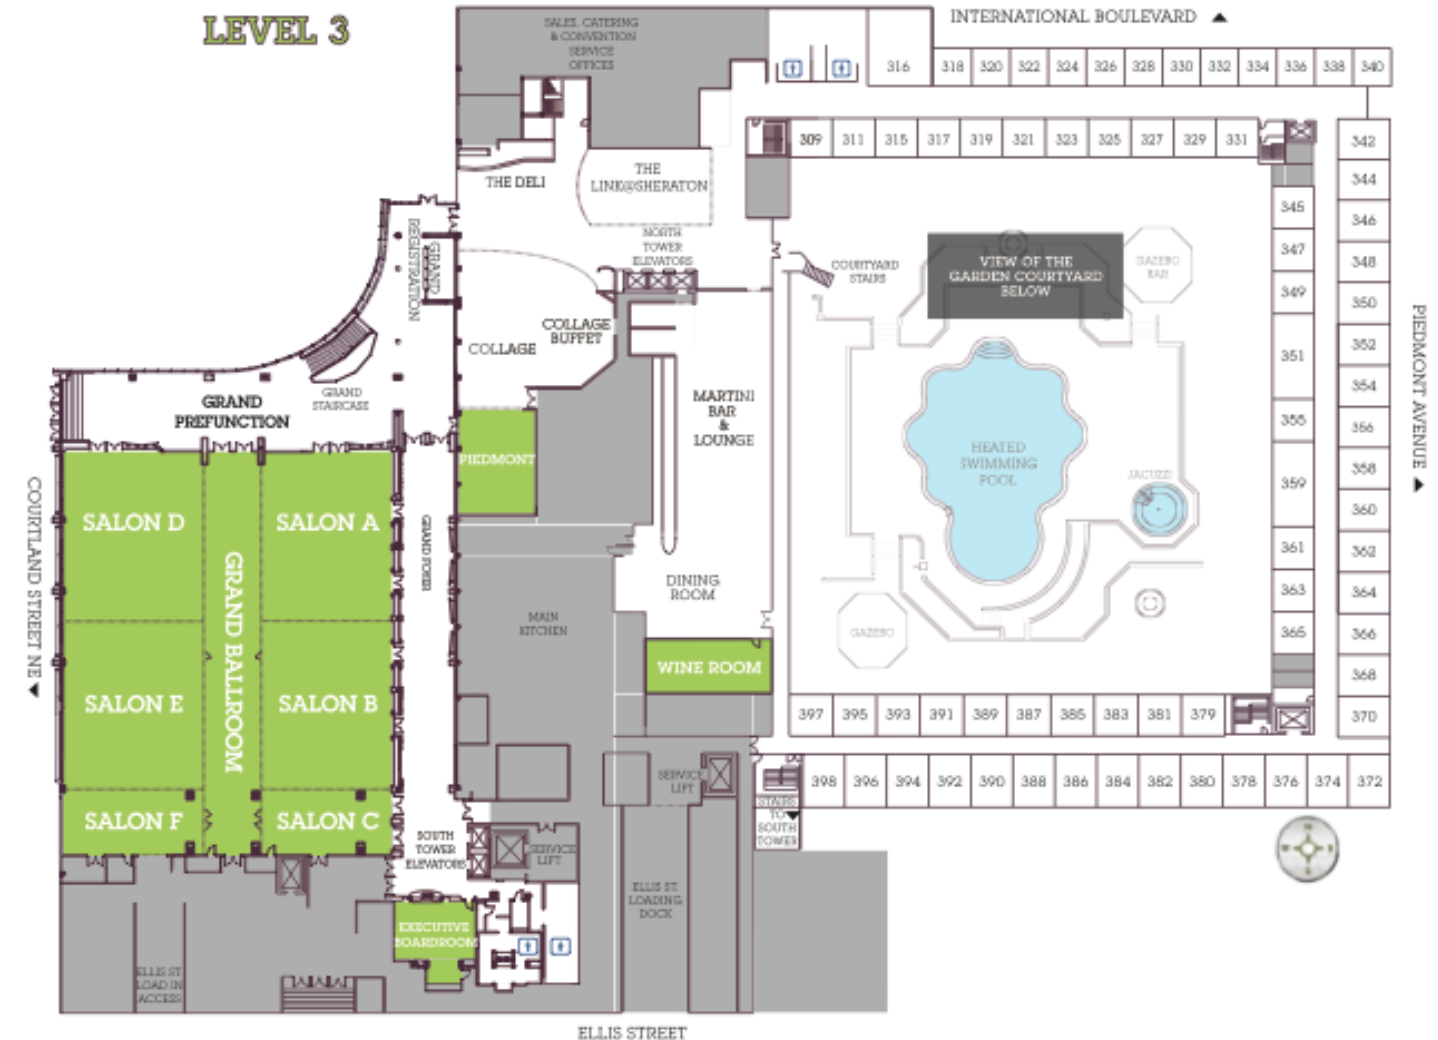 LEVEL 3
INTERNATIONAL BOULEVARD
SALES, CATERING
& CONVENTION
SERVICE
OFFICES
316
318
320
322
324
326
328
330
332
334
336
338
340
309
311
315
317
319
321
323
325
327
329
331
342
344
346
348
350
352
354
356
358
360
362
364
366
368
370
345
347
349
351
355
359
361
363
365
THE DELI
THE
LINK@SHERATON
NORTH
TOWER
ELEVATORS
GRAND
REGISTRATION
COURTYARD
STAIRS
VIEW OF THE
GARDEN COURTYARD
BELOW
GAZEBO
BAR
PIEDMONT AVENUE
COLLAGE
BUFFET
COLLAGE
GRAND
STAIRCASE
GRAND
PREFUNCTION
MARTINI
BAR
&
LOUNGE
PIEDMONT
HEATED
SWIMMING
POOL
JACUZZI
COURTLAND STREET NE
SALON D
SALON A
GRAND BALLROOM
GRAND FOYER
DINING
ROOM
MAIN
KITCHEN
GAZEBO
WINE ROOM
SALON E
SALON B
397
395
393
391
389
387
385
383
381
379
SERVICE
LIFT
398
396
394
392
390
388
386
384
382
380
378
376
374
372
STAIRS
TO
SOUTH
TOWER
SALON F
SALON C
SOUTH
TOWER
ELEVATORS
SERVICE
LIFT
ELLIS ST.
LOADING
DOCK
EXECUTIVE
BOARDROOM
ELLIS ST.
LOAD IN
ACCESS
ELLIS STREET